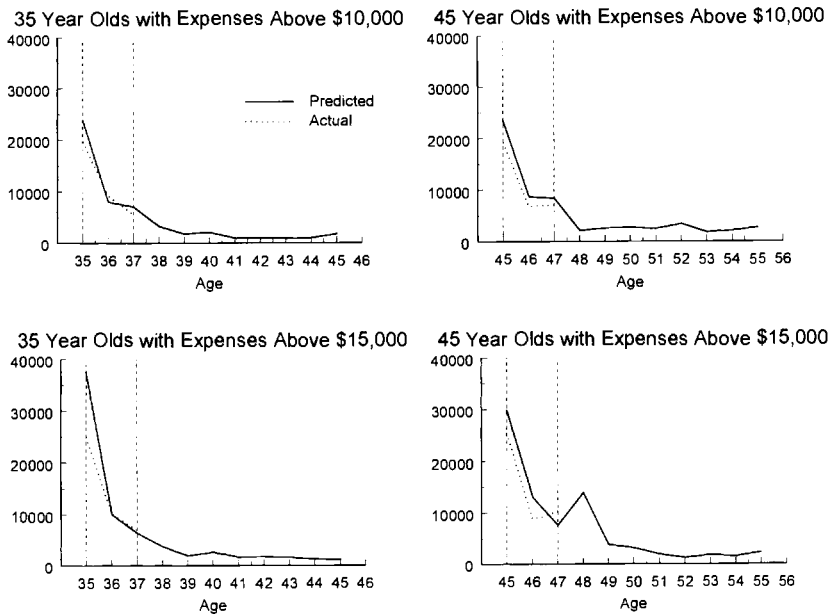 35 Year Olds with Expenses Above $10,000
40000
30000
20000
10000
0
Predicted
Actual
35 36 37 38 39 40 41 42 43 44 45 46
Age
45 Year Olds with Expenses Above $10,000
40000
30000
20000
10000
0
45 46 47 48 49 50 51 52 53 54 55 56
Age
35 Year Olds with Expenses Above $15,000
40000
30000
20000
10000
0
35 36 37 38 39 40 41 42 43 44 45 46
Age
45 Year Olds with Expenses Above $15,000
40000
30000
20000
10000
0
45 46 47 48 49 50 51 52 53 54 55 56
Age